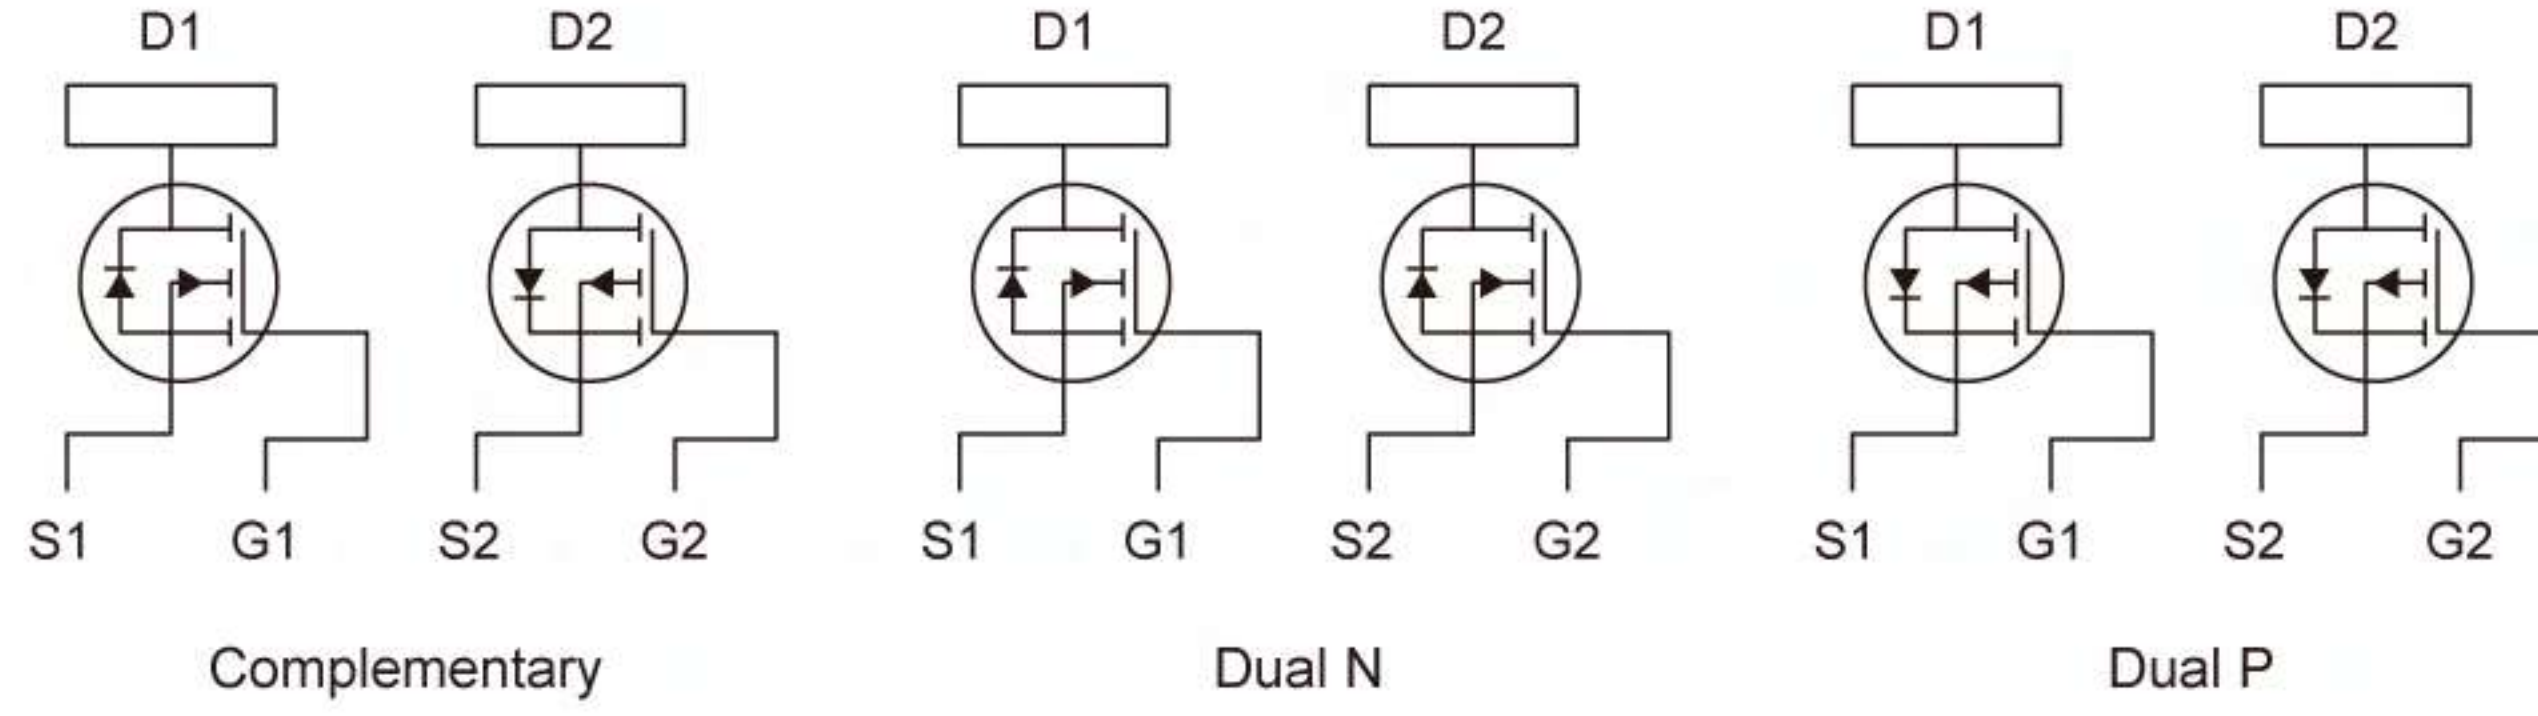 D1 D2 D1 D2 D1 D2
S1 G1 S2 G2 S1 G1 S2 G2 S1 G1 S2 G2
Complementary Dual N Dual P